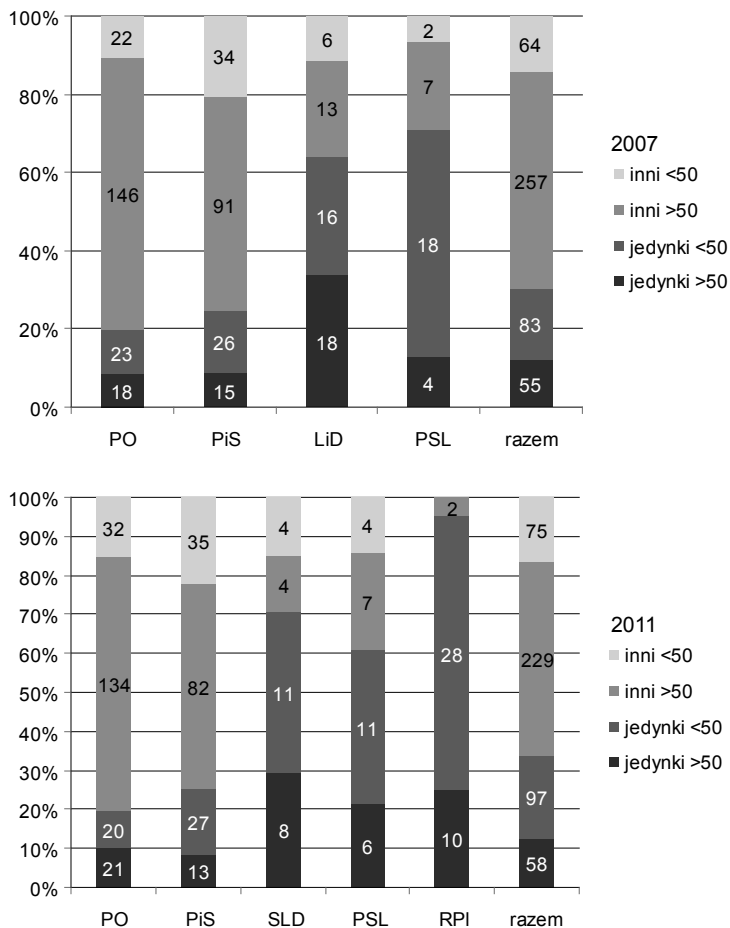 100%
80%
60%
40%
20%
0%
22 34 6 2 64
146 91 13 7 257
23 26 16 18 83
18 15 18 4 55
PO PiS LiD PSL razem
2007
inni <50
inni >50
jedynki <50
jedynki >50
100%
90%
80%
70%
60%
50%
40%
30%
20%
10%
0%
32 35 4 4 2 75
134 82 4 7 28 229
20 27 11 11 10 97
21 13 8 6 58
PO PiS SLD PSL RPI razem
2011
inni <50
inni >50
jedynki <50
jedynki >50